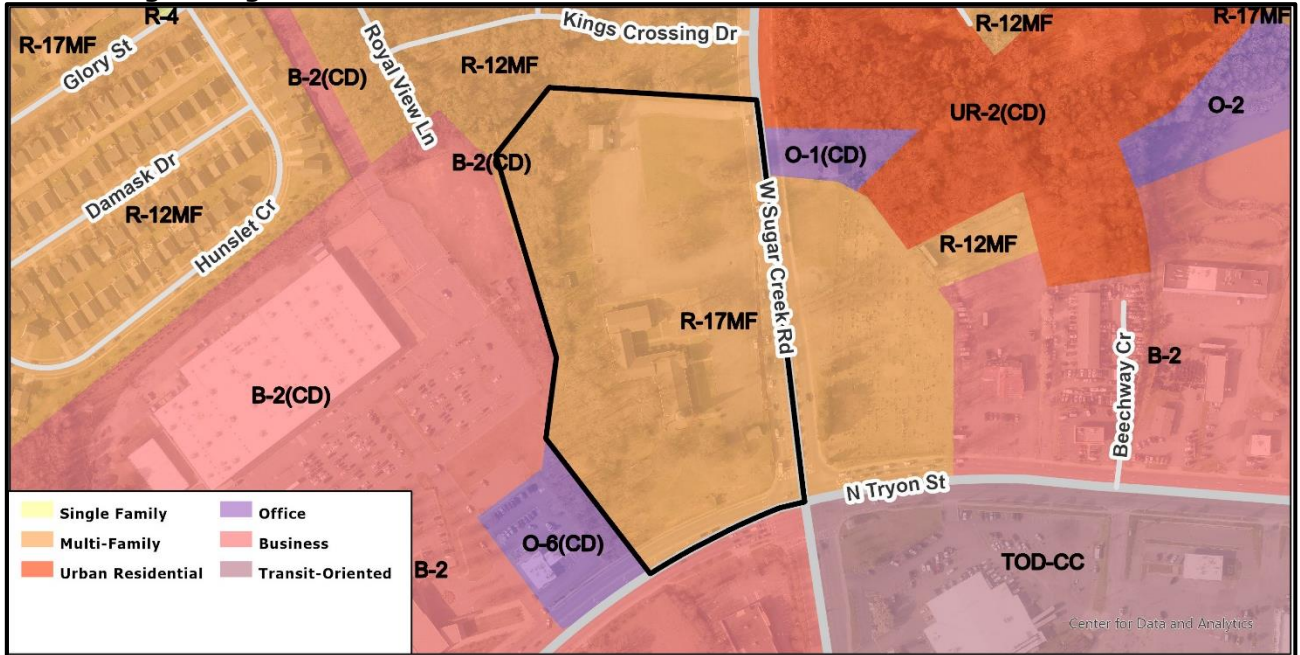 R-4
R-17MF
Glory St
B-2(CD)
Royal View Ln
R-12MF
Kings Crossing Dr
R-12MF
R-17MF
UR-2(CD)
O-2
O-1(CD)
B-2(CD)
Damask Dr
R-12MF
Hunslet Cr
W Sugar Creek Rd
R-12MF
R-17MF
B-2
Beechway Cr
B-2(CD)
N Tryon St
O-6(CD)
B-2
TOD-CC
Single Family
Multi-Family
Urban Residential
Office
Business
Transit-Oriented
Center for Data and Analytics